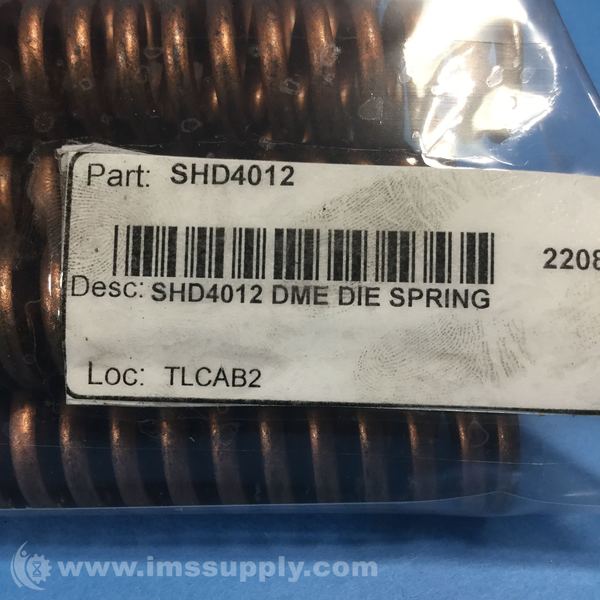 Part: SHD4012
2208
Desc: SHD4012 DME DIE SPRING
Loc: TLCAB2
www.imssupply.com